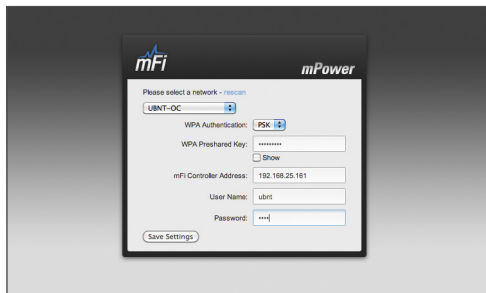 mFi
mPower
Please select a network - rescan
UBNT-OC
WPA Authentication: PSK
WPA Preshared Key: •••••••••
Show
mFi Controller Address: 192.168.25.161
User Name: ubnt
Password: ••••
Save Settings